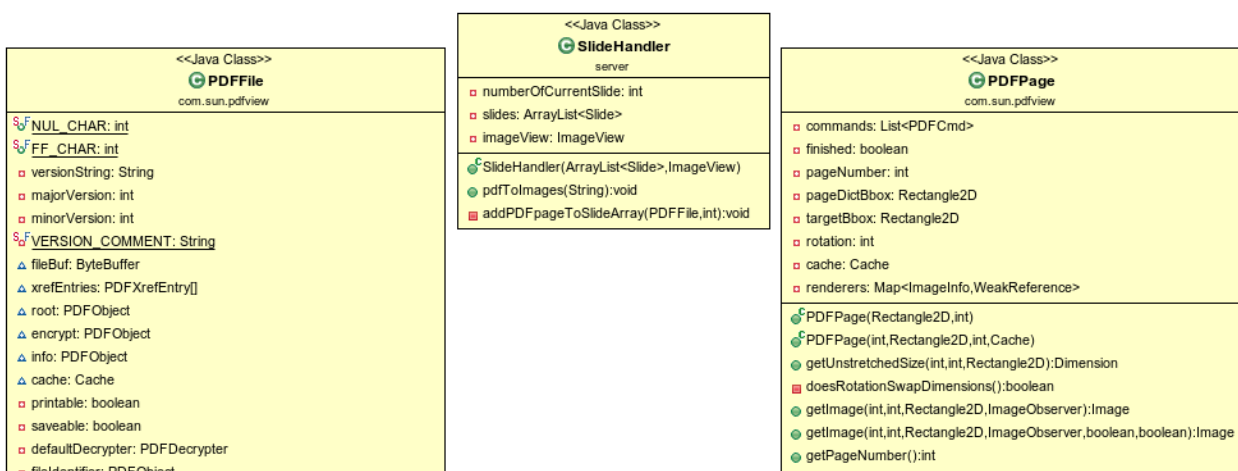 <<Java Class>>
PDFFile
com.sun.pdfview
NUL_CHAR: int
FF_CHAR: int
versionString: String
majorVersion: int
minorVersion: int
VERSION_COMMENT: String
fileBuf: ByteBuffer
xrefEntries: PDFXrefEntry[]
root: PDFObject
encrypt: PDFObject
info: PDFObject
cache: Cache
printable: boolean
saveable: boolean
defaultDecrypter: PDFDecrypter
fileIdentifier: PDFObject
<<Java Class>>
SlideHandler
server
numberOfCurrentSlide: int
slides: ArrayList<Slide>
imageView: ImageView
SlideHandler(ArrayList<Slide>,ImageView)
pdfToImages(String):void
addPDFpageToSlideArray(PDFFile,int):void
<<Java Class>>
PDFPage
com.sun.pdfview
commands: List<PDFCmd>
finished: boolean
pageNumber: int
pageDictBbox: Rectangle2D
targetBbox: Rectangle2D
rotation: int
cache: Cache
renderers: Map<ImageInfo,WeakReference>
PDFPage(Rectangle2D,int)
PDFPage(int,Rectangle2D,int,Cache)
getUnstretchedSize(int,int,Rectangle2D):Dimension
doesRotationSwapDimensions():boolean
getImage(int,int,Rectangle2D,ImageObserver):Image
getImage(int,int,Rectangle2D,ImageObserver,boolean,boolean):Image
getPageNumber():int